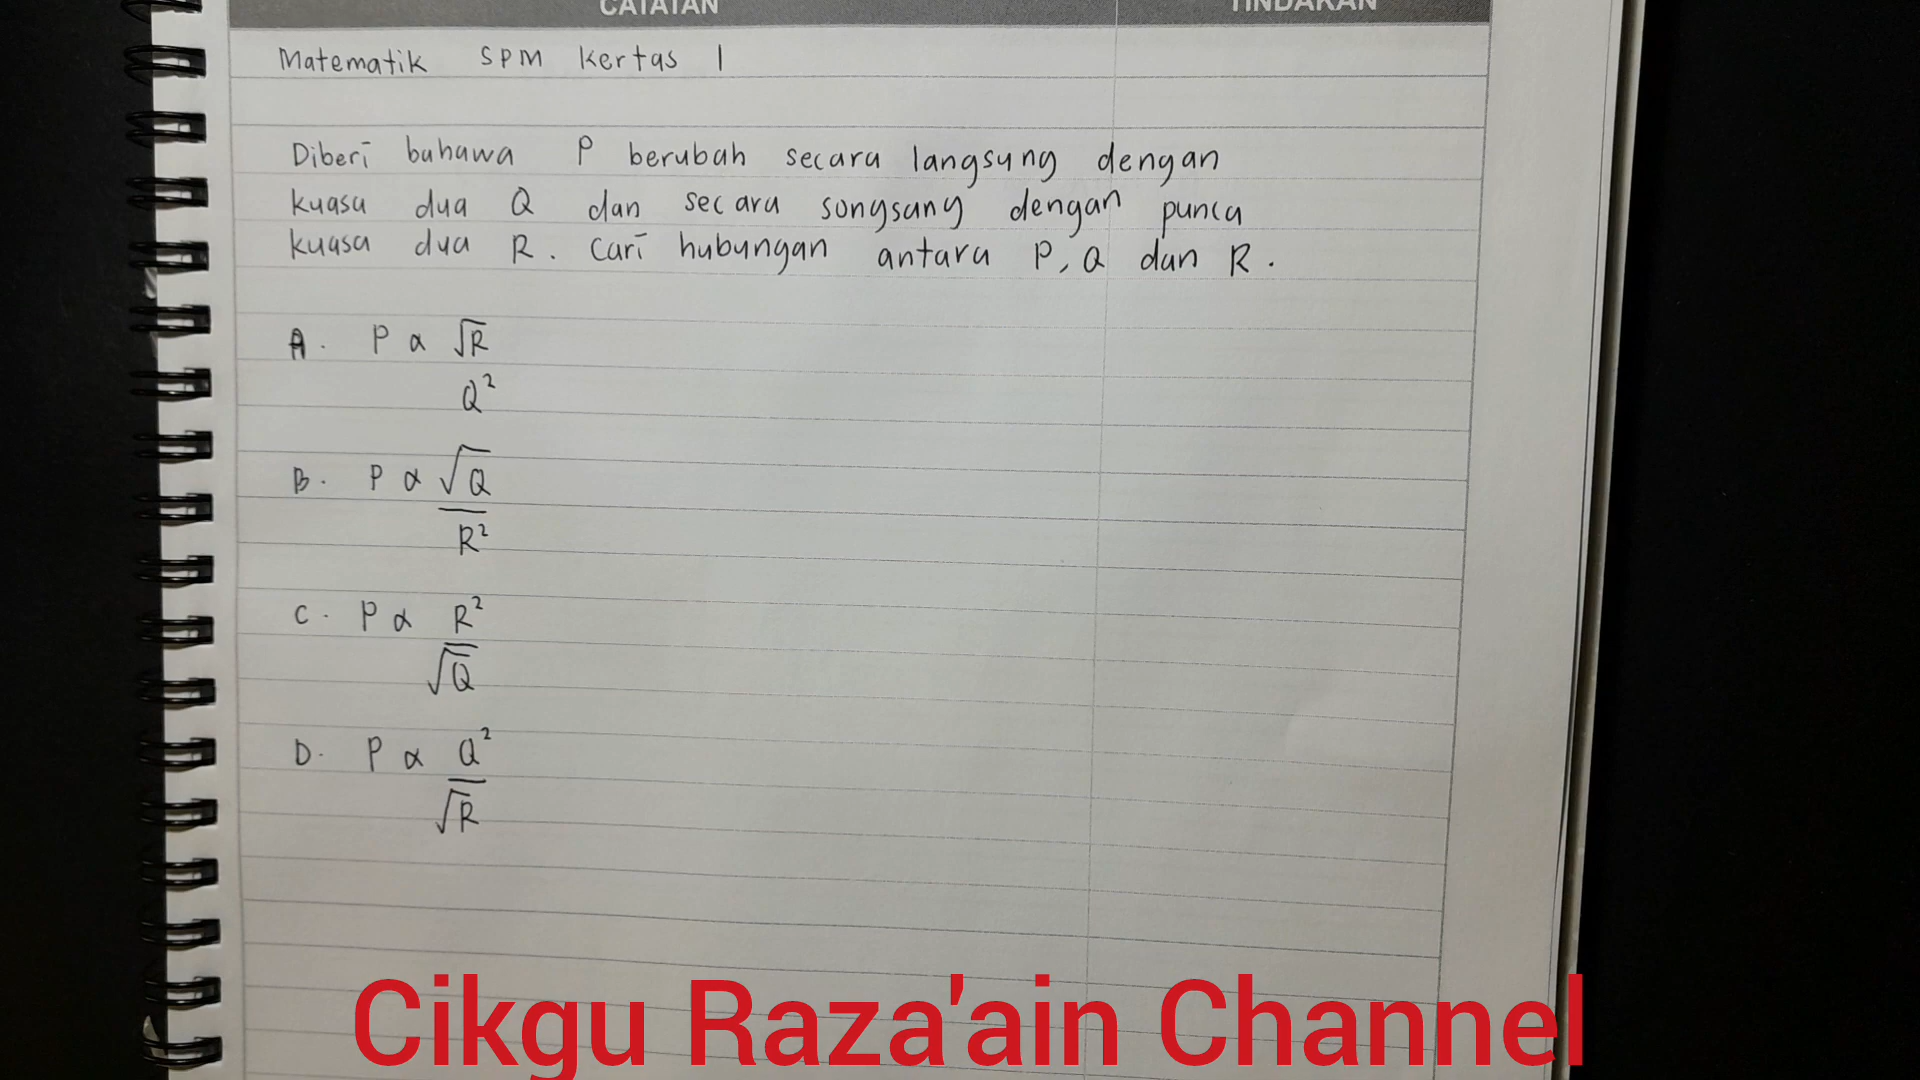 CATATAN TINDAKAN
Matematik SPM Kertas 1
Diberi bahawa P berubah secara langsung dengan
kuasa dua Q dan secara songsang dengan punca
kuasa dua R. Cari hubungan antara P, Q dan R.
A. P ∝ √R
Q²
B. P ∝ √Q
R²
C. P ∝ R²
√Q
D. P ∝ Q²
√R
Cikgu Raza'ain Channel